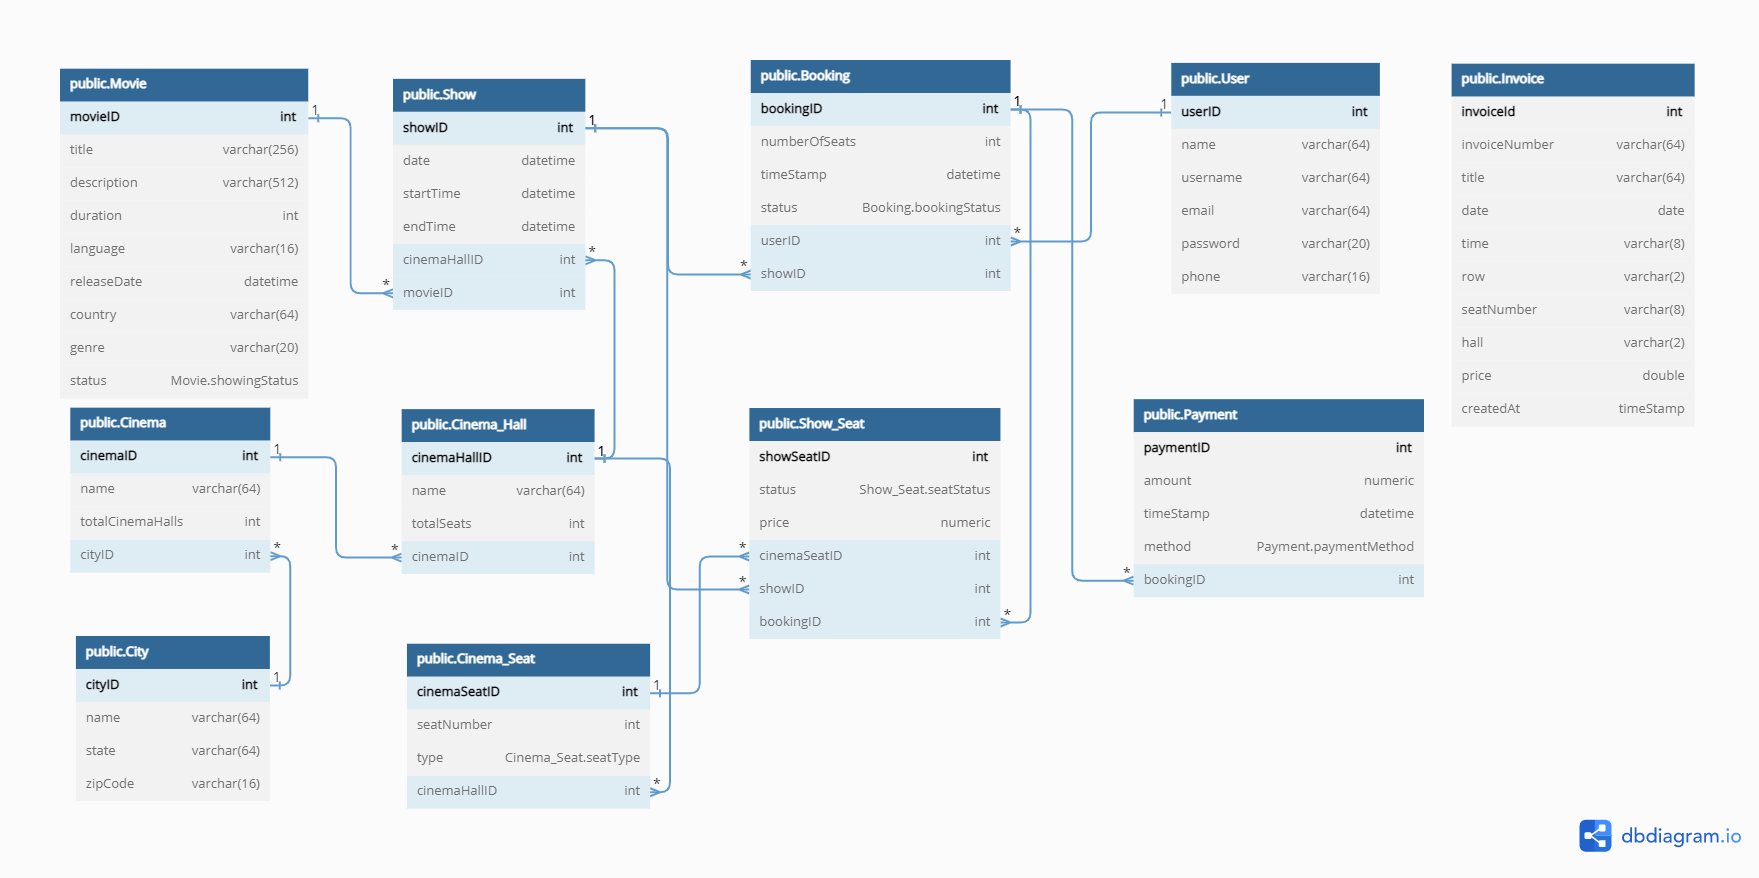 public.Movie
movieID int
title varchar(256)
description varchar(512)
duration int
language varchar(16)
releaseDate datetime
country varchar(64)
genre varchar(20)
status Movie.showingStatus
1
*
public.Show
showID int
date datetime
startTime datetime
endTime datetime
cinemaHallID int
movieID int
1
*
*
public.Booking
bookingID int
numberOfSeats int
timeStamp datetime
status Booking.bookingStatus
userID int
showID int
1
*
1
public.User
userID int
name varchar(64)
username varchar(64)
email varchar(64)
password varchar(20)
phone varchar(16)
public.Invoice
invoiceId int
invoiceNumber varchar(64)
title varchar(64)
date date
time varchar(8)
row varchar(2)
seatNumber varchar(8)
hall varchar(2)
price double
createdAt timeStamp
public.Cinema
cinemaID int
name varchar(64)
totalCinemaHalls int
cityID int
1
*
*
public.Cinema_Hall
cinemaHallID int
name varchar(64)
totalSeats int
cinemaID int
1
*
*
public.Show_Seat
showSeatID int
status Show_Seat.seatStatus
price numeric
cinemaSeatID int
showID int
bookingID int
*
*
public.Payment
paymentID int
amount numeric
timeStamp datetime
method Payment.paymentMethod
bookingID int
public.City
cityID int
name varchar(64)
state varchar(64)
zipCode varchar(16)
1
public.Cinema_Seat
cinemaSeatID int
seatNumber int
type Cinema_Seat.seatType
cinemaHallID int
1
*
dbdiagram.io